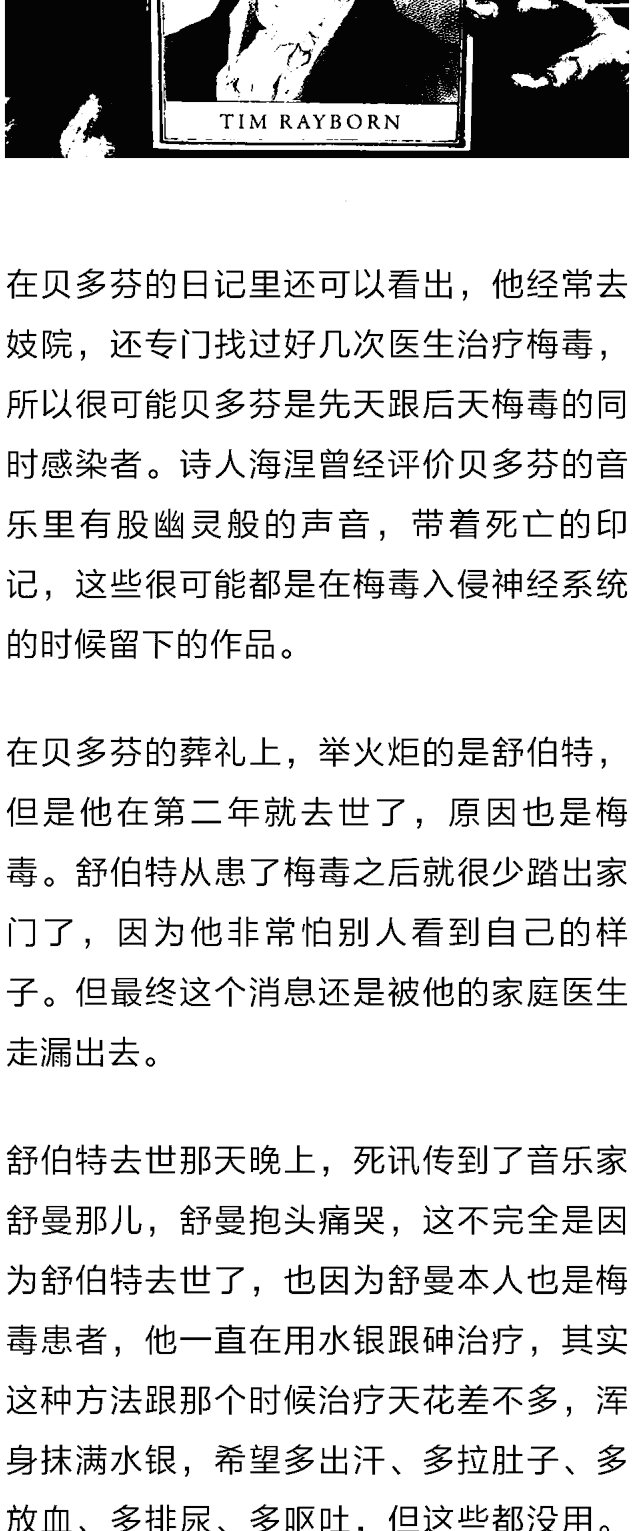 TIM RAYBORN
在贝多芬的日记里还可以看出，他经常去
妓院，还专门找过好几次医生治疗梅毒，
所以很可能贝多芬是先天跟后天梅毒的同
时感染者。诗人海涅曾经评价贝多芬的音
乐里有股幽灵般的声音，带着死亡的印
记，这些很可能都是在梅毒入侵神经系统
的时候留下的作品。
在贝多芬的葬礼上，举火炬的是舒伯特，
但是他在第二年就去世了，原因也是梅
毒。舒伯特从患了梅毒之后就很少踏出家
门了，因为他非常怕别人看到自己的样
子。但最终这个消息还是被他的家庭医生
走漏出去。
舒伯特去世那天晚上，死讯传到了音乐家
舒曼那儿，舒曼抱头痛哭，这不完全是因
为舒伯特去世了，也因为舒曼本人也是梅
毒患者，他一直在用水银跟砷治疗，其实
这种方法跟那个时候治疗天花差不多，浑
身抹满水银，希望多出汗、多拉肚子、多
放血、多排尿、多呕吐，但这些都没用。